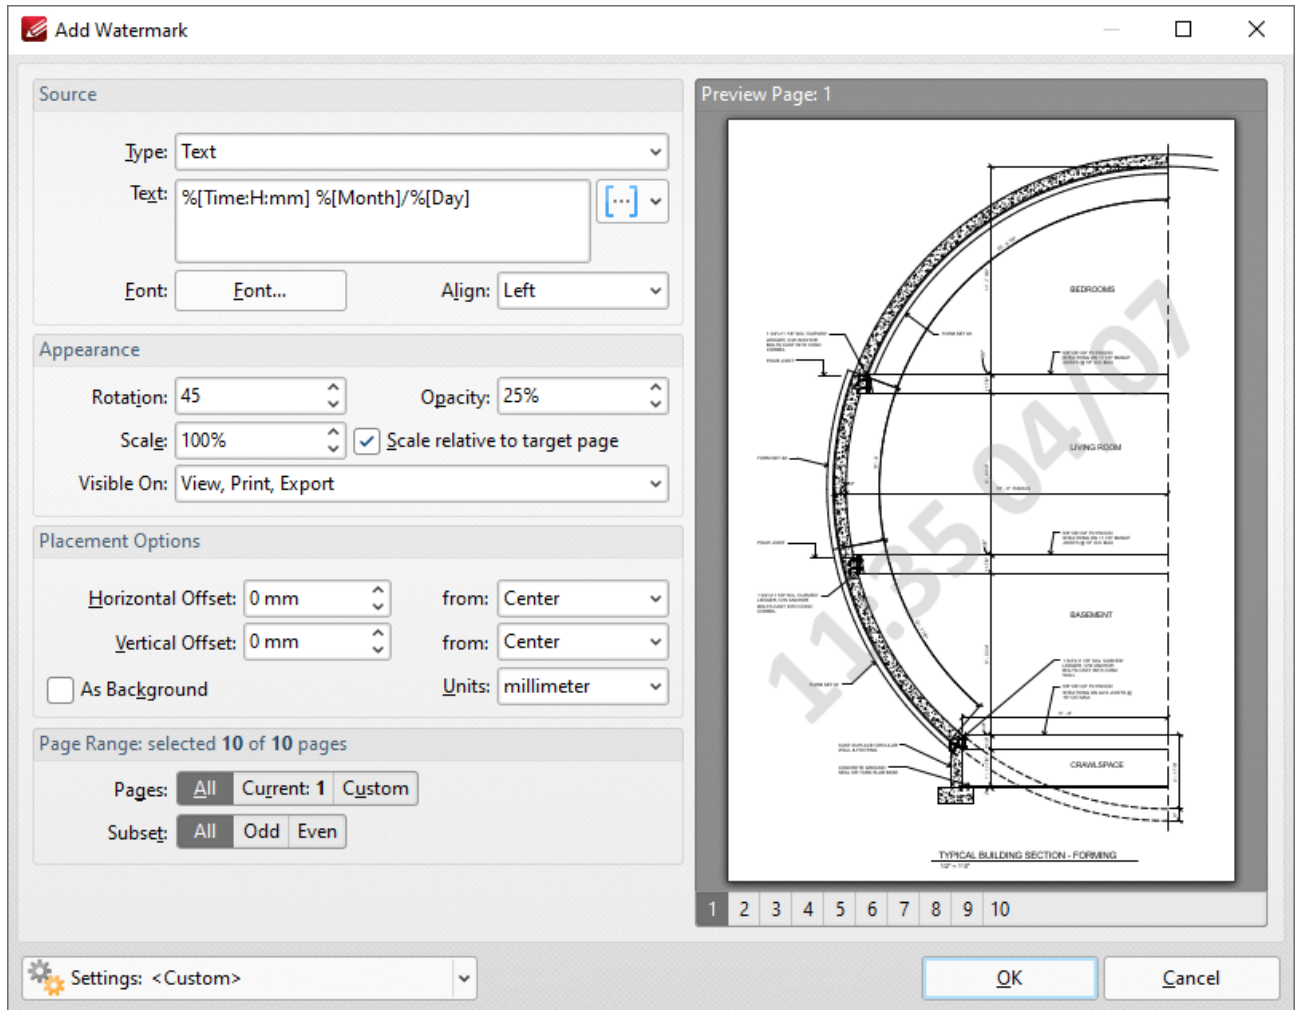 Add Watermark
Source
Type: Text
Text: %[Time:H:mm] %[Month]/%[Day]
Font: Font... Align: Left
Appearance
Rotation: 45 Opacity: 25%
Scale: 100% Scale relative to target page
Visible On: View, Print, Export
Placement Options
Horizontal Offset: 0 mm from: Center
Vertical Offset: 0 mm from: Center
As Background Units: millimeter
Page Range: selected 10 of 10 pages
Pages: All Current: 1 Custom
Subset: All Odd Even
Preview Page: 1
BEDROOMS
LIVING ROOM
BASEMENT
CRAWLSPACE
11:35 04/07
TYPICAL BUILDING SECTION - FORMING
1 2 3 4 5 6 7 8 9 10
Settings: <Custom>
OK Cancel